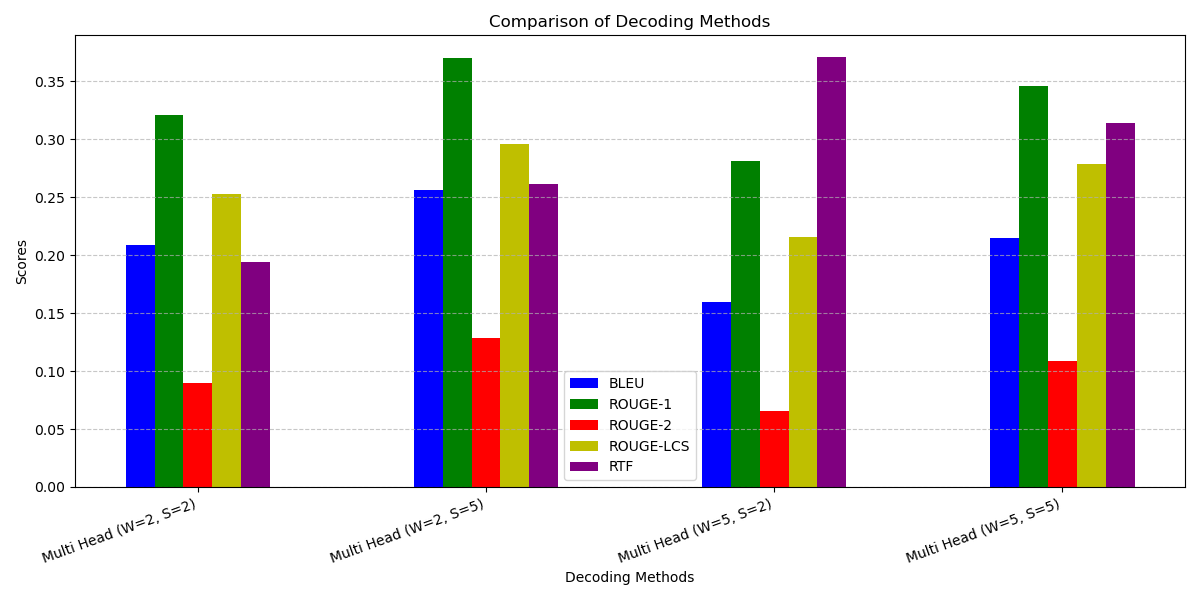 Comparison of Decoding Methods
Scores
0.35
0.30
0.25
0.20
0.15
0.10
0.05
0.00
BLEU
ROUGE-1
ROUGE-2
ROUGE-LCS
RTF
Multi Head (W=2, S=2)
Multi Head (W=2, S=5)
Multi Head (W=5, S=2)
Multi Head (W=5, S=5)
Decoding Methods